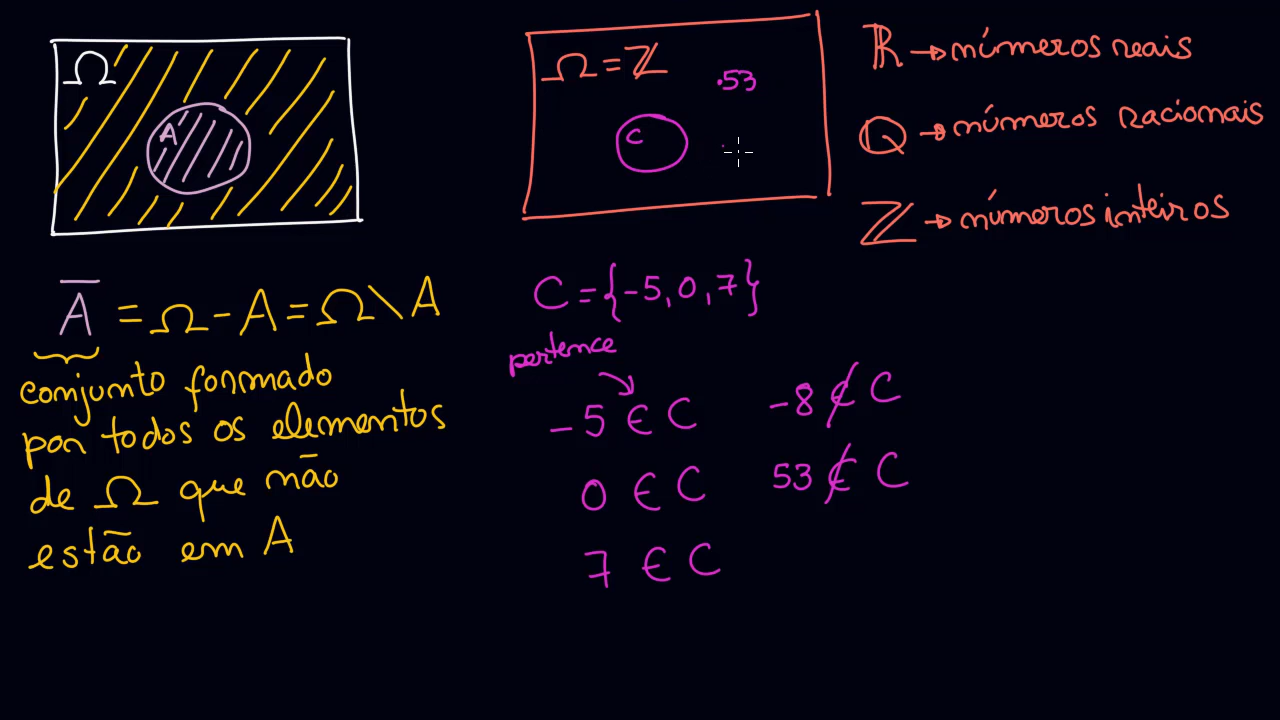 Ω
A
A̅ = Ω - A = Ω \ A
conjunto formado
por todos os elementos
de Ω que não
estão em A
Ω = ℤ
.53
C
C = {-5, 0, 7}
pertence
-5 ∈ C
0 ∈ C
7 ∈ C
-8 ∉ C
53 ∉ C
ℝ → números reais
ℚ → números racionais
ℤ → números inteiros